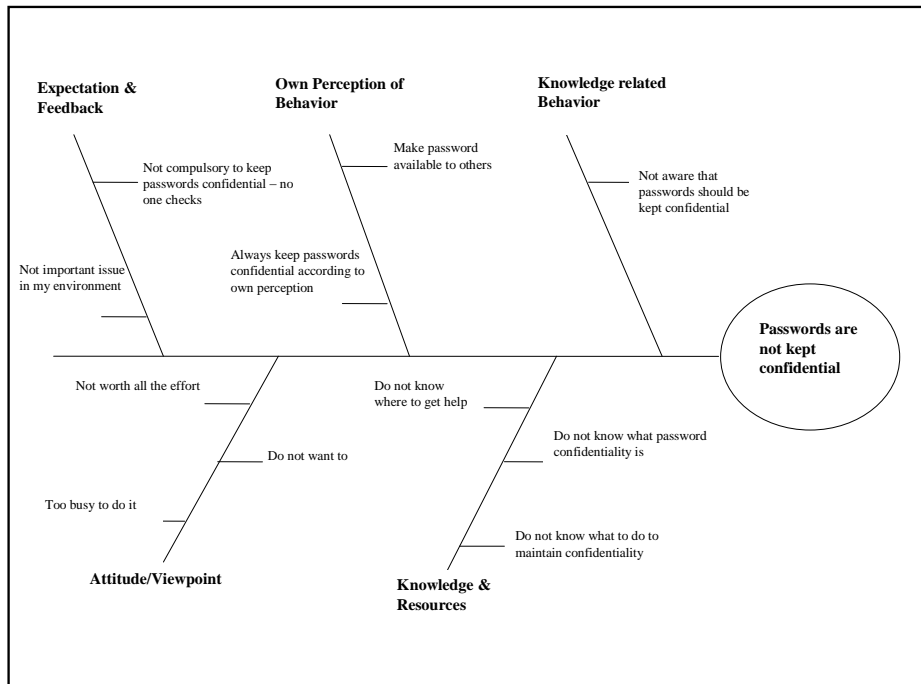 Expectation &
Feedback
Own Perception of
Behavior
Knowledge related
Behavior
Not compulsory to keep
passwords confidential – no
one checks
Make password
available to others
Not aware that
passwords should be
kept confidential
Not important issue
in my environment
Always keep passwords
confidential according to
own perception
Passwords are
not kept
confidential
Not worth all the effort
Do not know
where to get help
Do not want to
Do not know what password
confidentiality is
Too busy to do it
Do not know what to do to
maintain confidentiality
Attitude/Viewpoint
Knowledge &
Resources